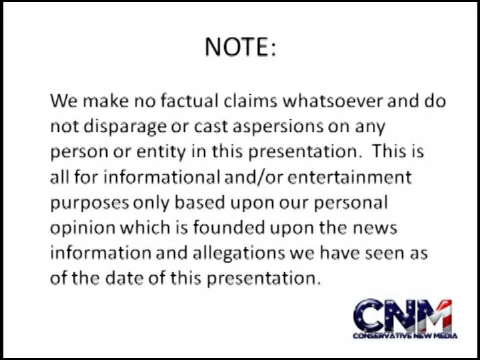 NOTE:
We make no factual claims whatsoever and do
not disparage or cast aspersions on any
person or entity in this presentation. This is
all for informational and/or entertainment
purposes only based upon our personal
opinion which is founded upon the news
information and allegations we have seen as
of the date of this presentation.
CNM
CONSERVATIVE NEW MEDIA